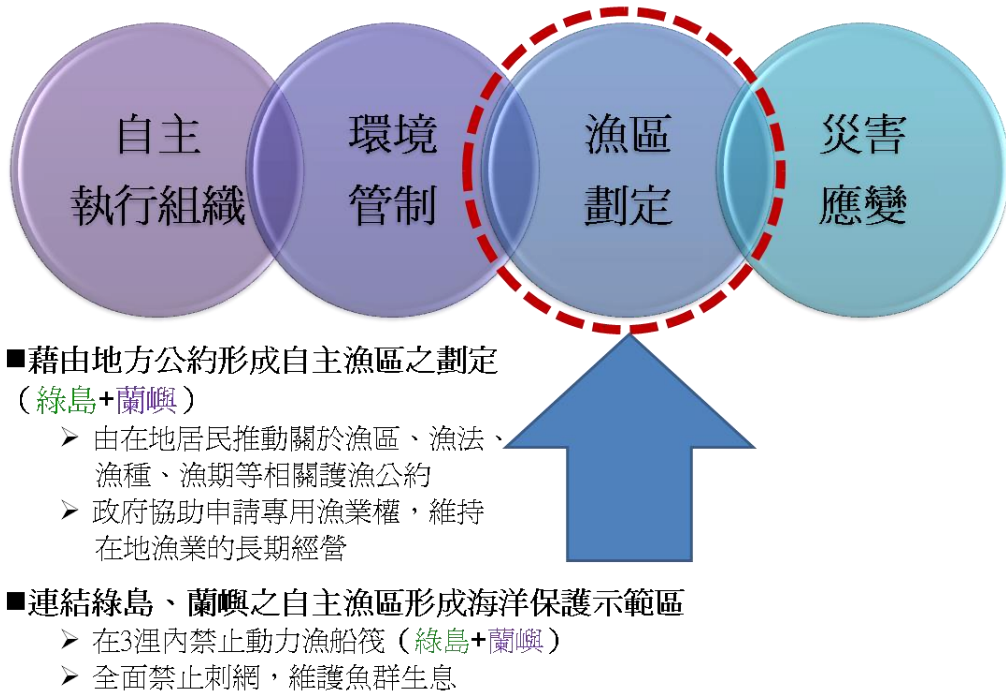 自主
執行組織
環境
管制
漁區
劃定
災害
應變
■藉由地方公約形成自主漁區之劃定
（綠島+蘭嶼）
➢ 由在地居民推動關於漁區、漁法、
漁種、漁期等相關護漁公約
➢ 政府協助申請專用漁業權，維持
在地漁業的長期經營
■連結綠島、蘭嶼之自主漁區形成海洋保護示範區
➢ 在3浬內禁止動力漁船筏（綠島+蘭嶼）
➢ 全面禁止刺網，維護魚群生息